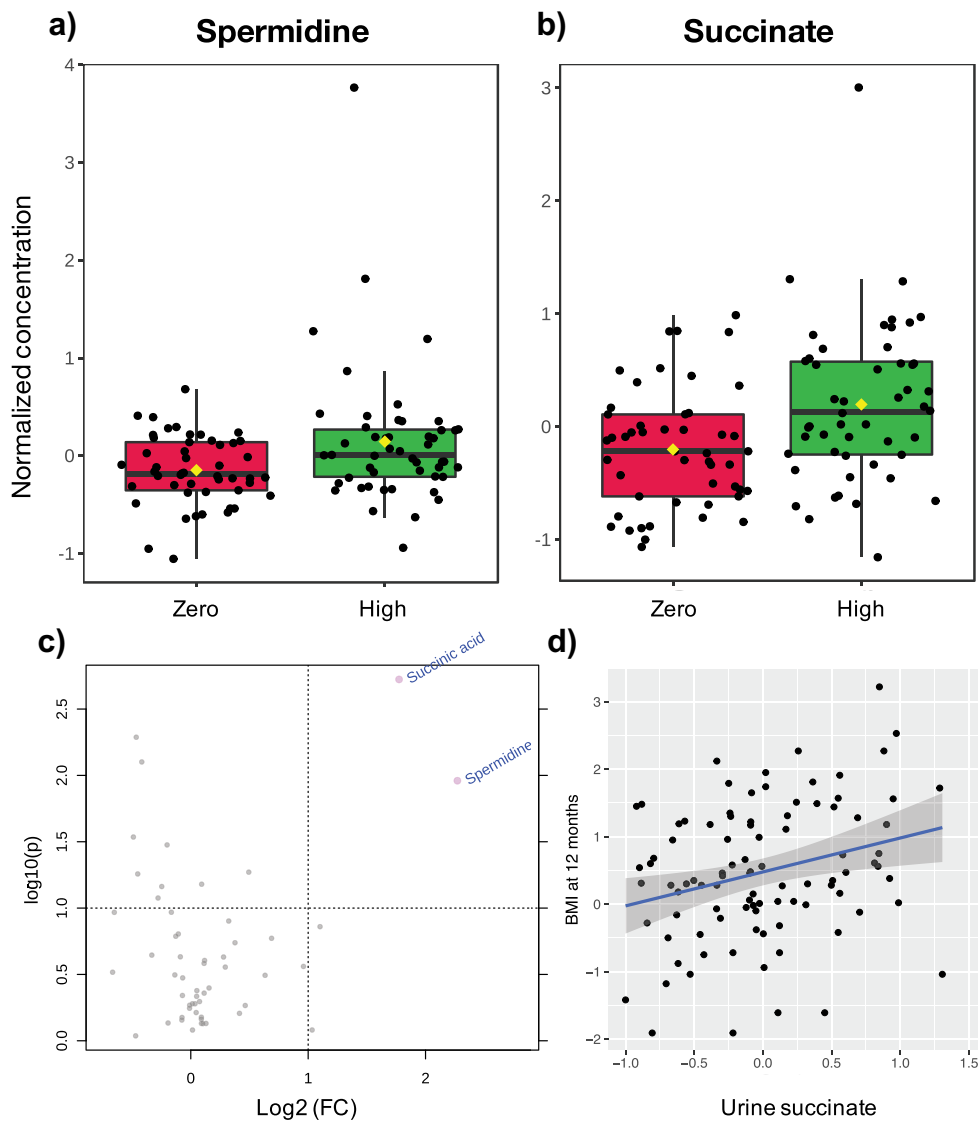 a)
Spermidine
b)
Succinate
Normalized concentration
4
3
2
1
0
-1
Zero
High
3
2
1
0
-1
Zero
High
c)
log10(p)
2.5
2.0
1.5
1.0
0.5
0.0
Succinic acid
Spermidine
0
1
2
Log2 (FC)
d)
BMI at 12 months
3
2
1
0
−1
−2
−1.0
−0.5
0.0
0.5
1.0
1.5
Urine succinate